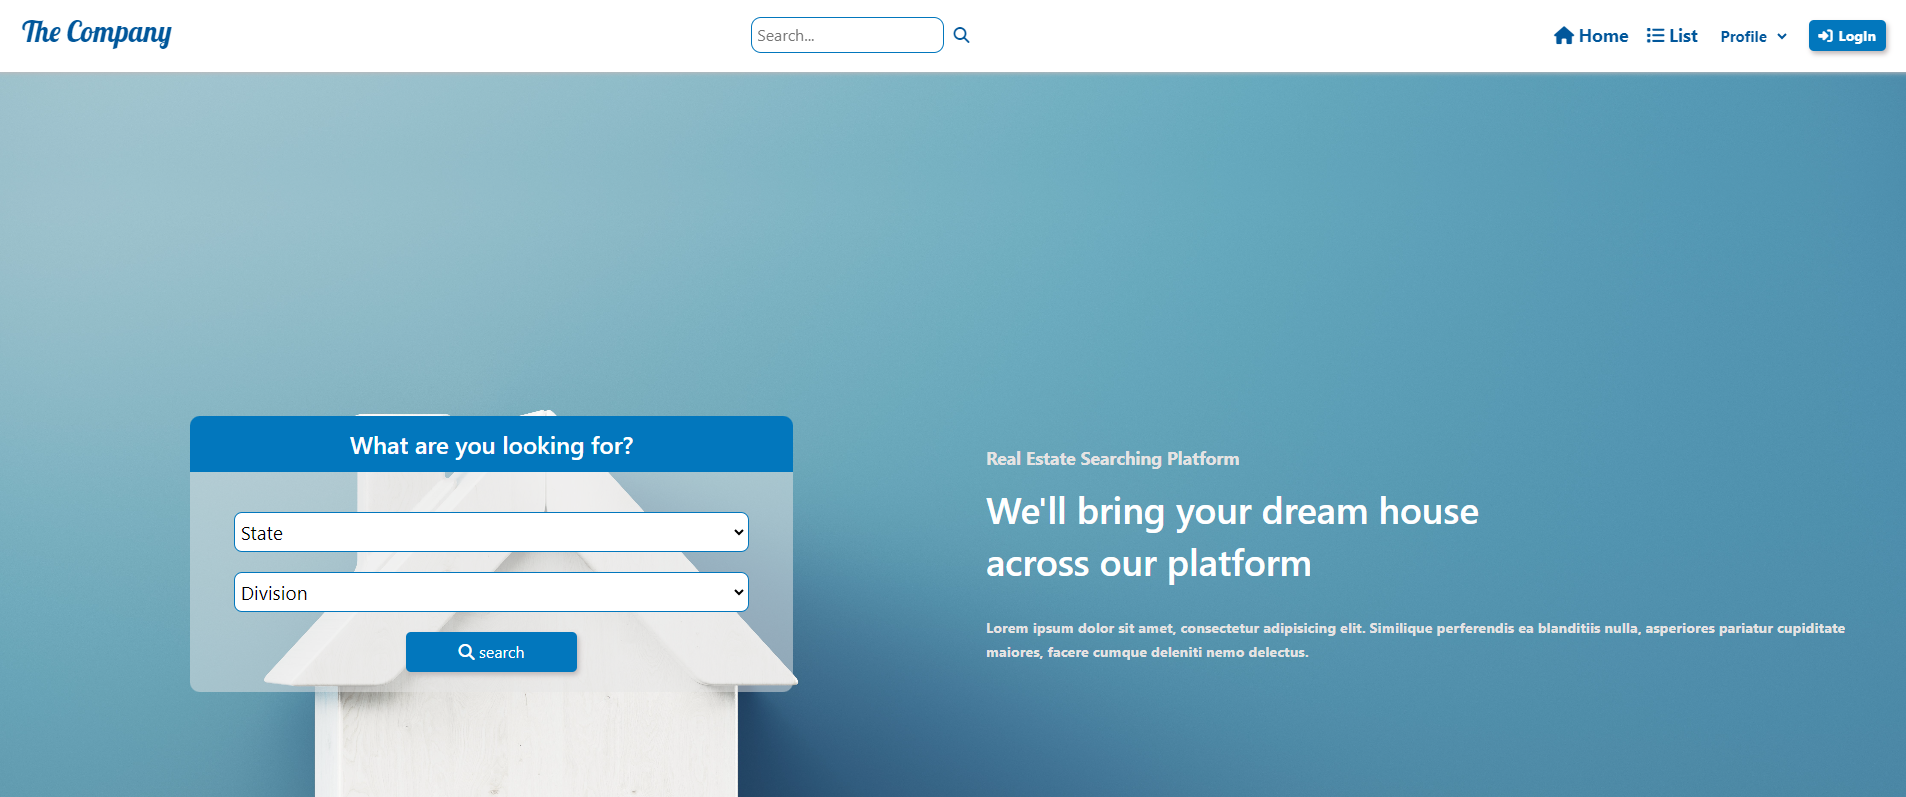 The Company
Search...
Home
List
Profile
LogIn
What are you looking for?
State
Division
search
Real Estate Searching Platform
We'll bring your dream house
across our platform
Lorem ipsum dolor sit amet, consectetur adipisicing elit. Similique perferendis ea blanditiis nulla, asperiores pariatur cupiditate
maiores, facere cumque deleniti nemo delectus.